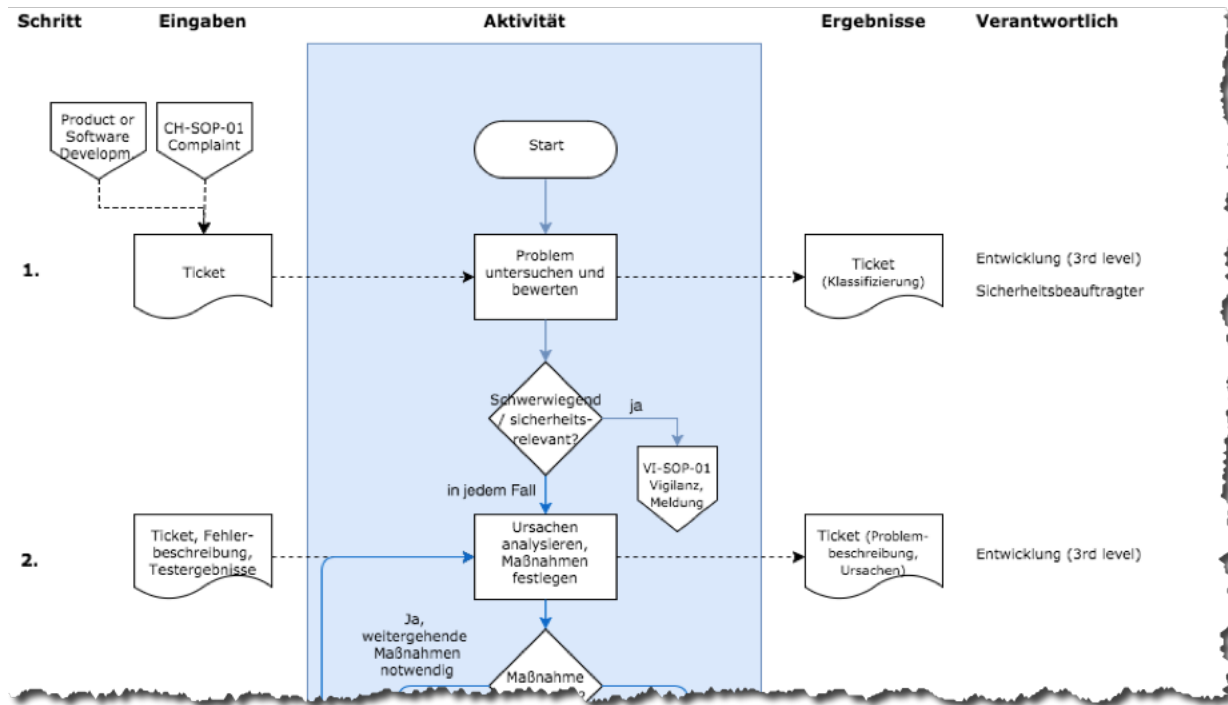 Schritt
Eingaben
Aktivität
Ergebnisse
Verantwortlich
Product or
Software
Developm.
CH-SOP-01
Complaint
Start
1.
Ticket
Problem
untersuchen und
bewerten
Ticket
(Klassifizierung)
Entwicklung (3rd level)
Sicherheitsbeauftragter
Schwerwiegend
/ sicherheits-
relevant?
ja
VI-SOP-01
Vigilanz,
Meldung
in jedem Fall
2.
Ticket, Fehler-
beschreibung,
Testergebnisse
Ursachen
analysieren,
Maßnahmen
festlegen
Ticket (Problem-
beschreibung,
Ursachen)
Entwicklung (3rd level)
Ja,
weitergehende
Maßnahmen
notwendig
Maßnahme